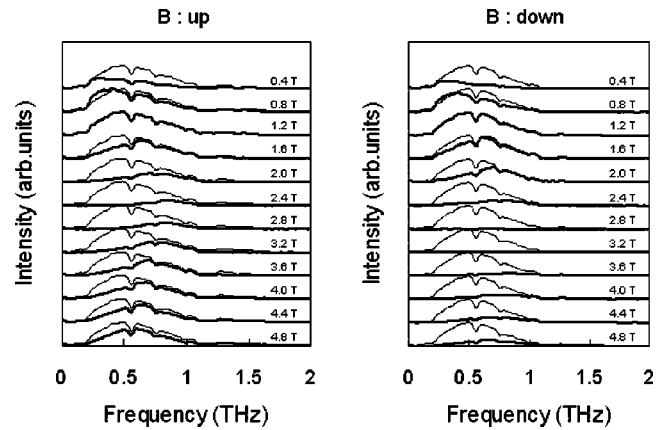 B : up
B : down
Intensity (arb.units)
0.4 T
0.8 T
1.2 T
1.6 T
2.0 T
2.4 T
2.8 T
3.2 T
3.6 T
4.0 T
4.4 T
4.8 T
0 0.5 1 1.5 2
Frequency (THz)
Intensity (arb.units)
0.4 T
0.8 T
1.2 T
1.6 T
2.0 T
2.4 T
2.8 T
3.2 T
3.6 T
4.0 T
4.4 T
4.8 T
0 0.5 1 1.5 2
Frequency (THz)